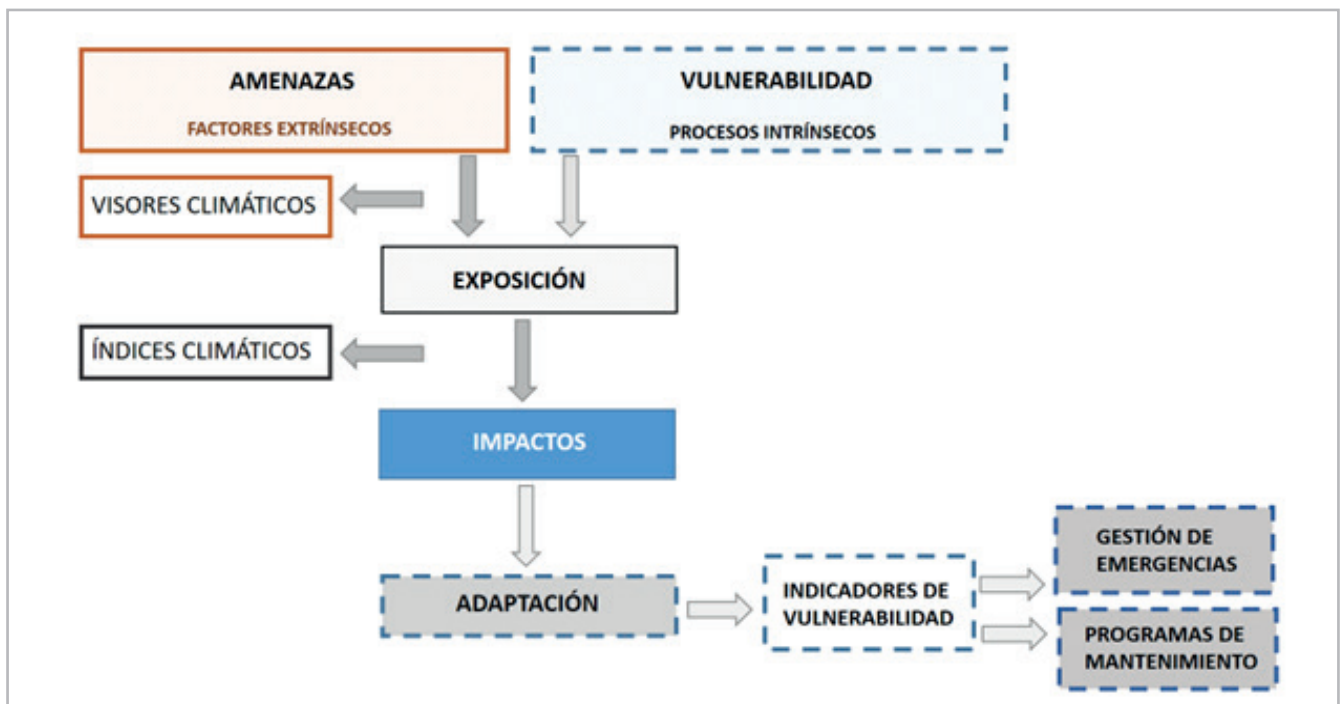 AMENAZAS
FACTORES EXTRÍNSECOS
VULNERABILIDAD
PROCESOS INTRÍNSECOS
VISORES CLIMÁTICOS
EXPOSICIÓN
ÍNDICES CLIMÁTICOS
IMPACTOS
ADAPTACIÓN
INDICADORES DE
VULNERABILIDAD
GESTIÓN DE
EMERGENCIAS
PROGRAMAS DE
MANTENIMIENTO